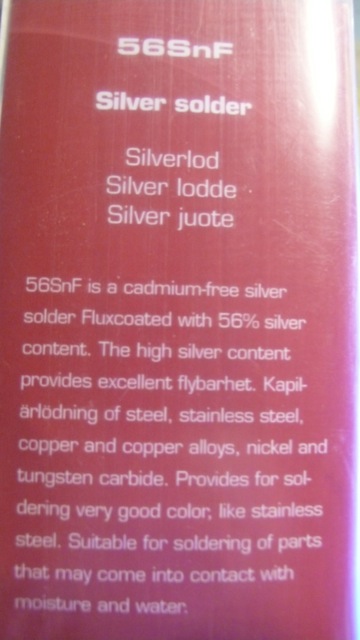 56SnF
Silver solder
Silverlod
Silver lodde
Silver juote
56SnF is a cadmium-free silver
solder Fluxcoated with 56% silver
content. The high silver content
provides excellent flybarhet. Kapil-
ärlödning of steel, stainless steel,
copper and copper alloys, nickel and
tungsten carbide. Provides for sol-
dering very good color, like stainless
steel. Suitable for soldering of parts
that may come into contact with
moisture and water.